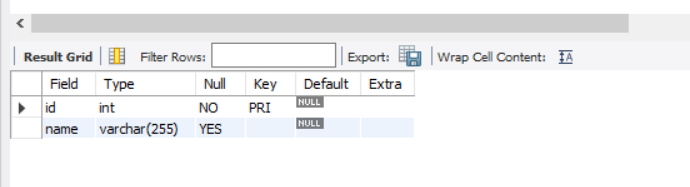 Result Grid Filter Rows: Export: Wrap Cell Content: IA
Field Type Null Key Default Extra
id int NO PRI NULL
name varchar(255) YES NULL